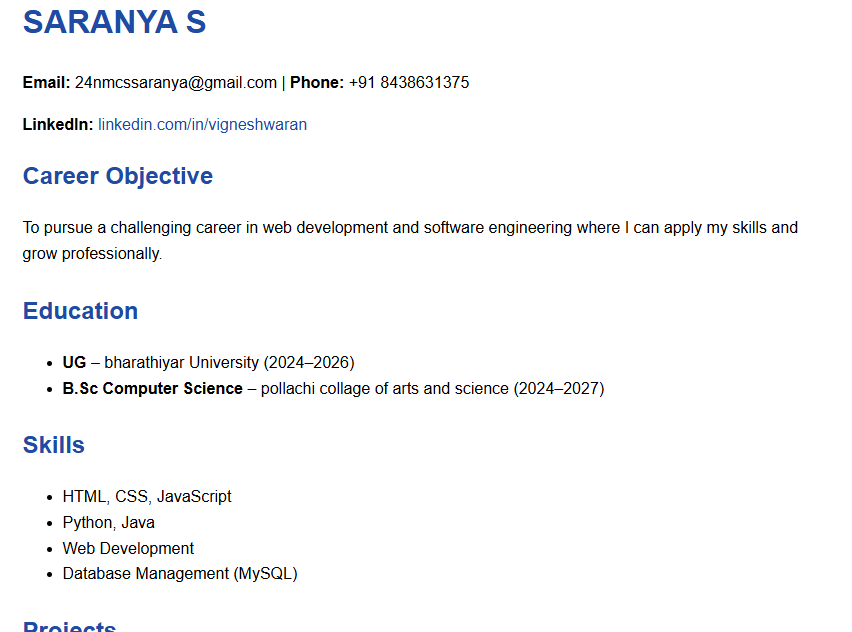 SARANYA S
Email: 24nmcssaranya@gmail.com | Phone: +91 8438631375
LinkedIn: linkedin.com/in/vigneshwaran
Career Objective
To pursue a challenging career in web development and software engineering where I can apply my skills and
grow professionally.
Education
• UG – bharathiyar University (2024–2026)
• B.Sc Computer Science – pollachi collage of arts and science (2024–2027)
Skills
• HTML, CSS, JavaScript
• Python, Java
• Web Development
• Database Management (MySQL)
Projects